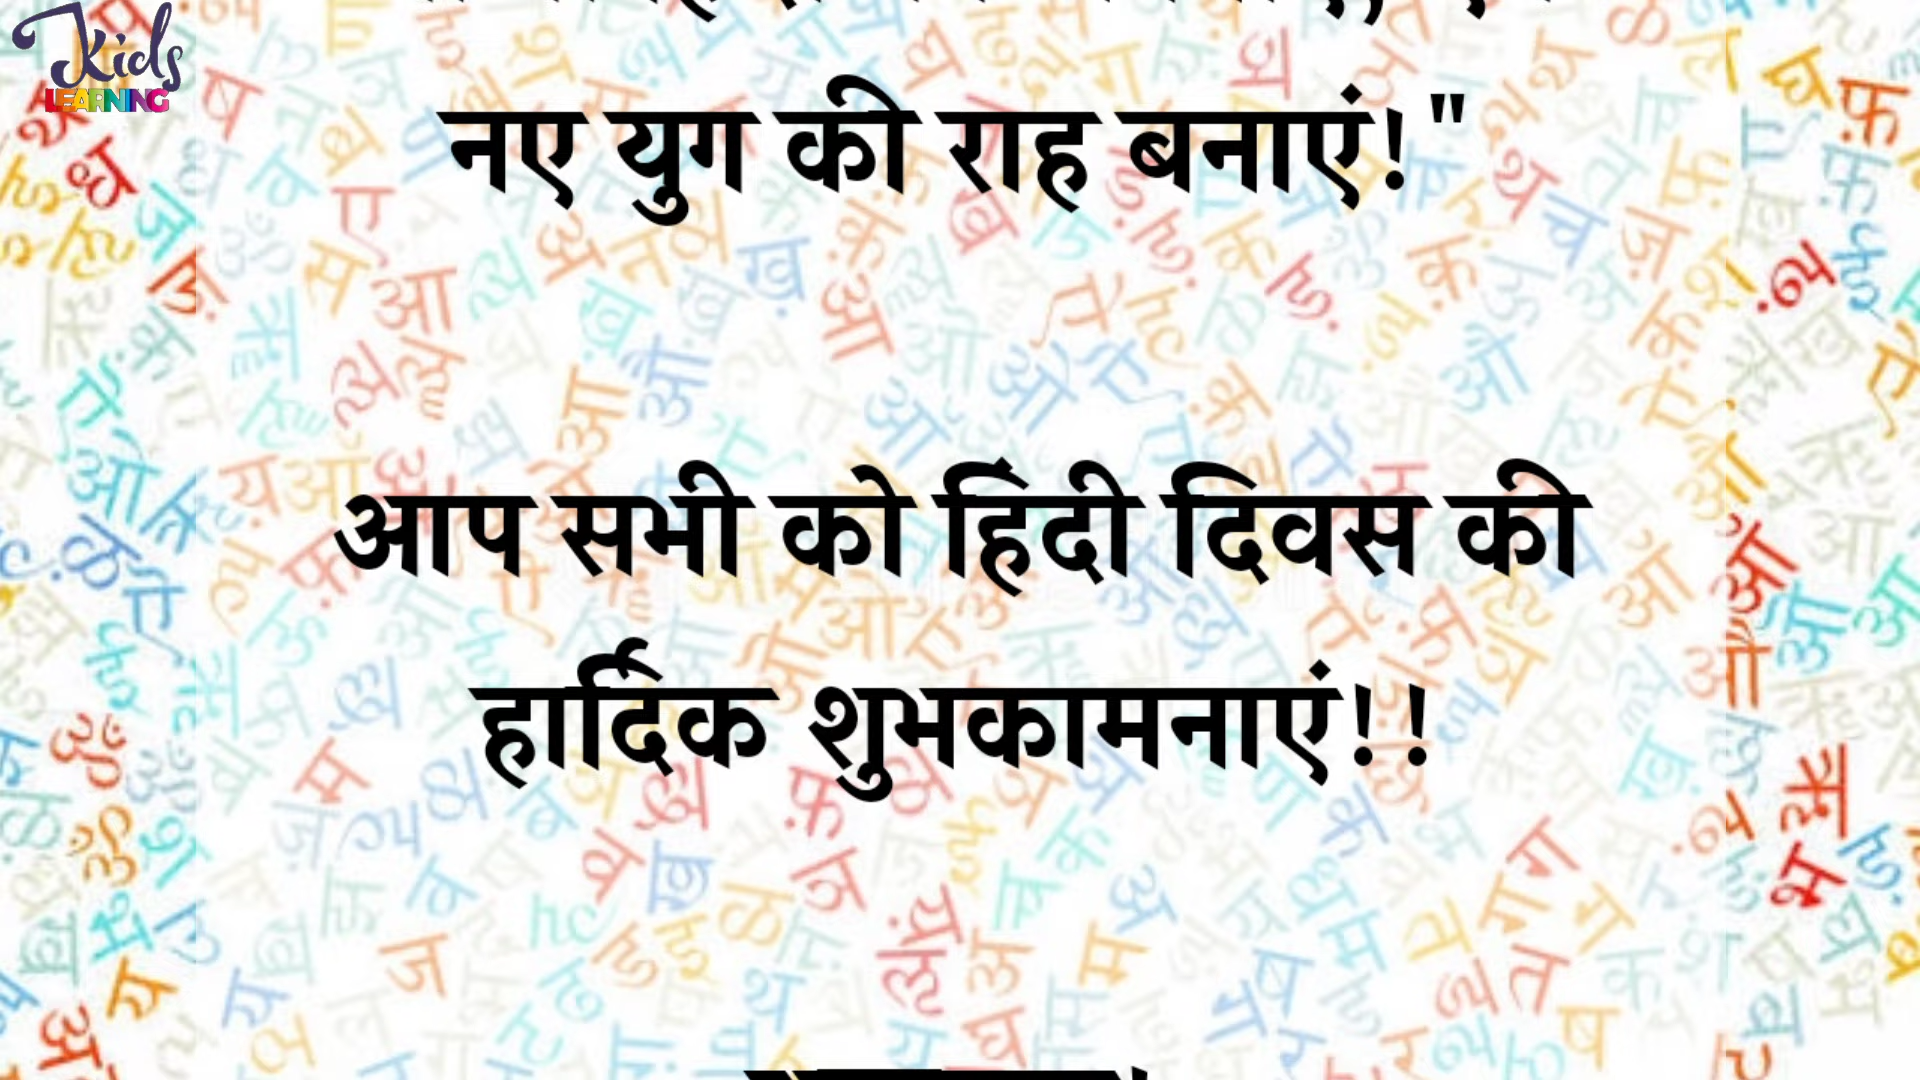 Kids
LEARNING
नए युग की राह बनाएं!"
आप सभी को हिंदी दिवस की
हार्दिक शुभकामनाएं!!